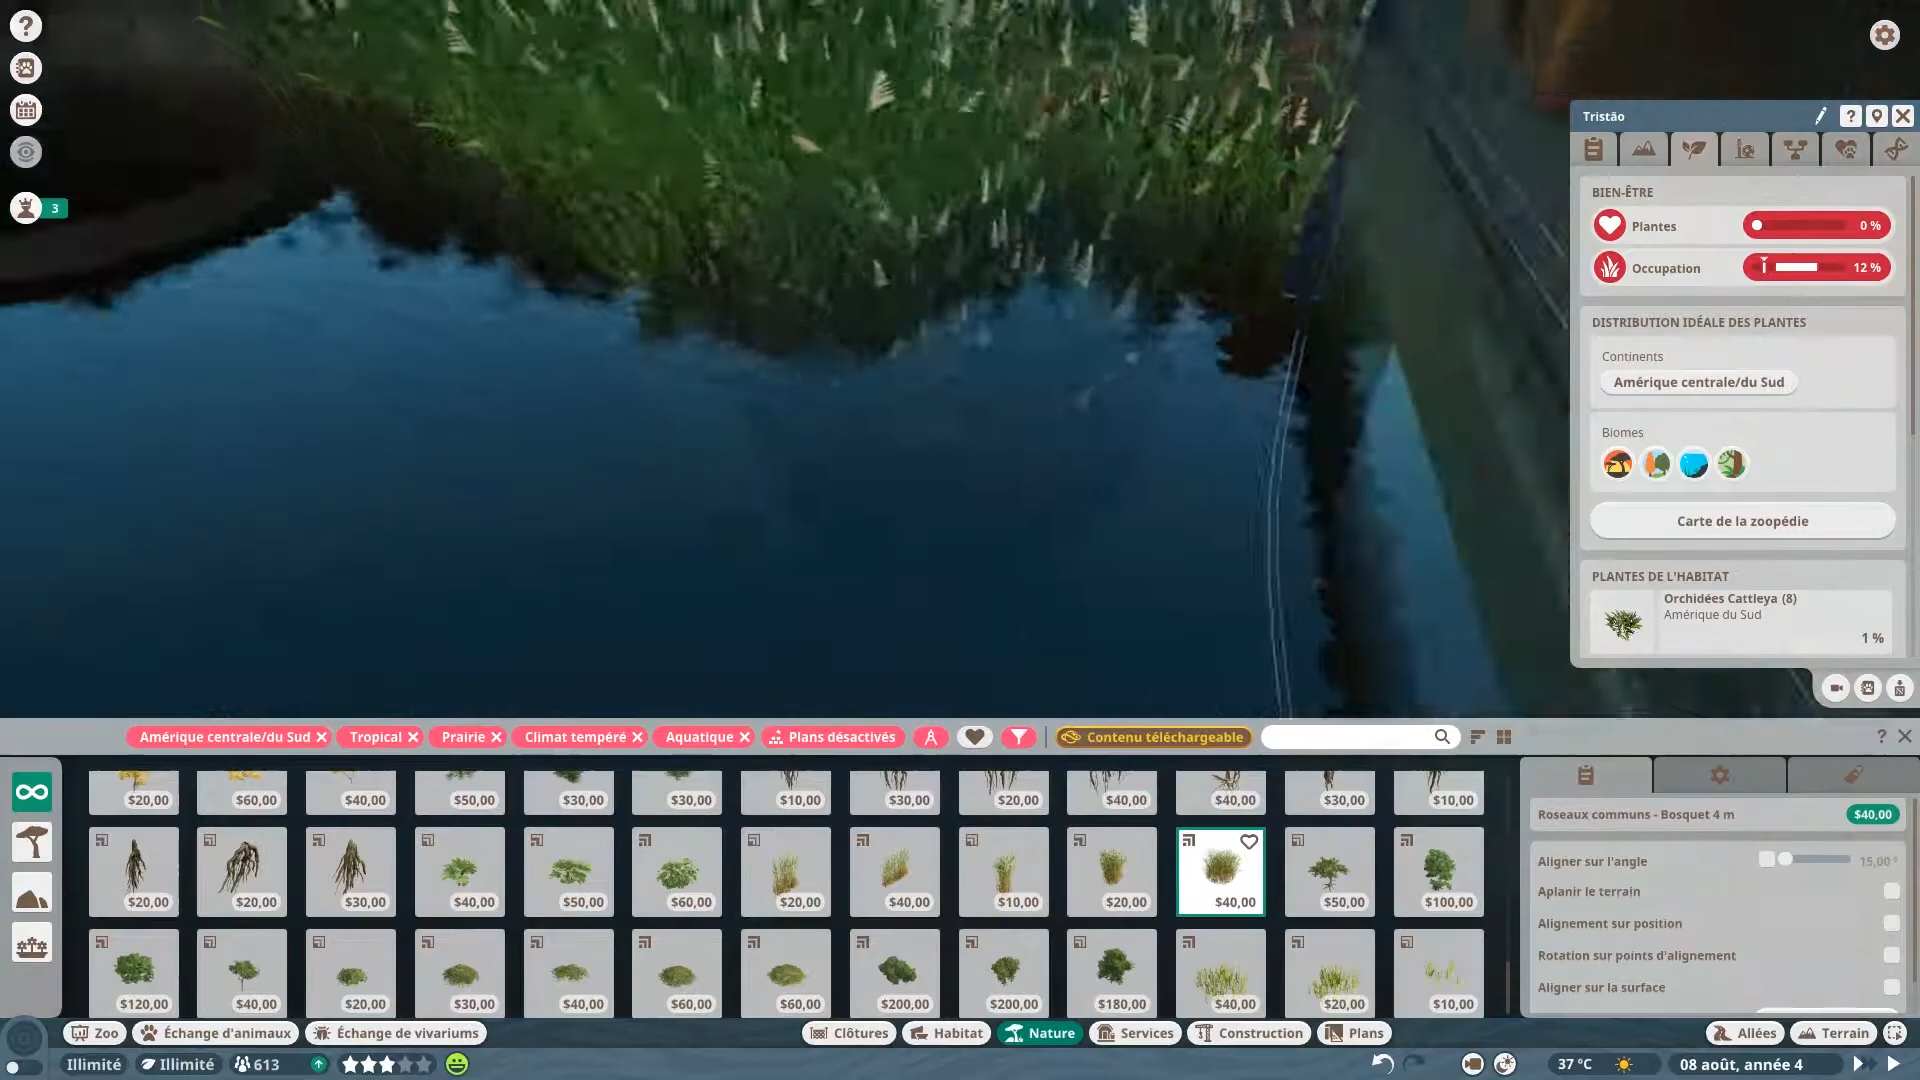 3
Tristão
BIEN-ÊTRE
Plantes 0 %
Occupation 12 %
DISTRIBUTION IDÉALE DES PLANTES
Continents
Amérique centrale/du Sud
Biomes
Carte de la zoopédie
PLANTES DE L'HABITAT
Orchidées Cattleya (8)
Amérique du Sud
1 %
Amérique centrale/du Sud Tropical Prairie Climat tempéré Aquatique Plans désactivés Contenu téléchargeable
$20,00 $60,00 $40,00 $50,00 $30,00 $30,00 $10,00 $30,00 $20,00 $40,00 $40,00 $30,00 $10,00
$20,00 $20,00 $30,00 $40,00 $50,00 $60,00 $20,00 $40,00 $10,00 $20,00 $40,00 $50,00 $100,00
$120,00 $40,00 $20,00 $30,00 $40,00 $60,00 $60,00 $200,00 $200,00 $180,00 $40,00 $20,00 $10,00
Roseaux communs - Bosquet 4 m $40,00
Aligner sur l'angle 15,00 °
Aplanir le terrain
Alignement sur position
Rotation sur points d'alignement
Aligner sur la surface
Zoo Échange d'animaux Échange de vivariums Clôtures Habitat Nature Services Construction Plans Allées Terrain
Illimité Illimité 613 37 °C 08 août, année 4